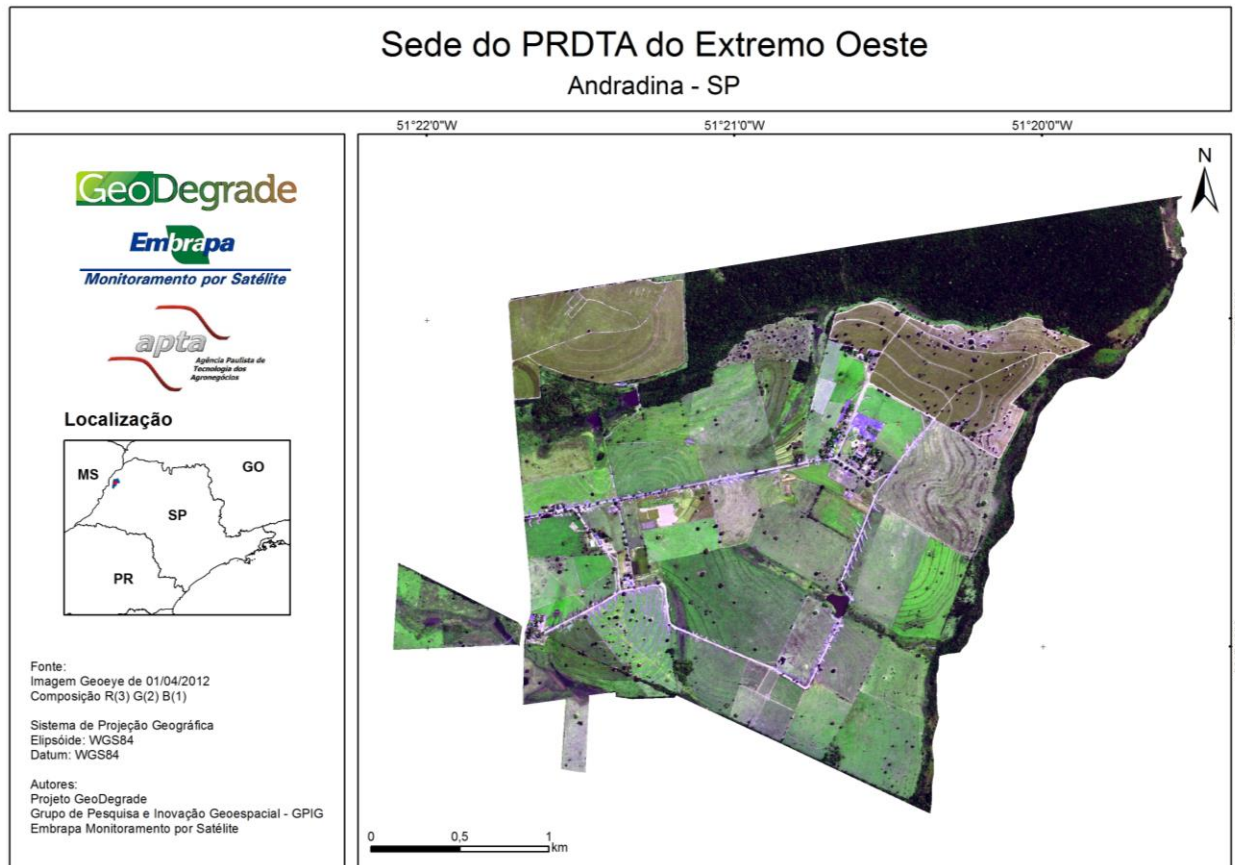 Sede do PRDTA do Extremo Oeste
Andradina - SP
51°22'0"W
51°21'0"W
51°20'0"W
N
GeoDegrade
Embrapa
Monitoramento por Satélite
apta
Agência Paulista de
Tecnologia dos
Agronegócios
Localização
MS
GO
SP
PR
Fonte:
Imagem Geoeye de 01/04/2012
Composição R(3) G(2) B(1)
Sistema de Projeção Geográfica
Elipsóide: WGS84
Datum: WGS84
Autores:
Projeto GeoDegrade
Grupo de Pesquisa e Inovação Geoespacial - GPIG
Embrapa Monitoramento por Satélite
0 0,5 1
km